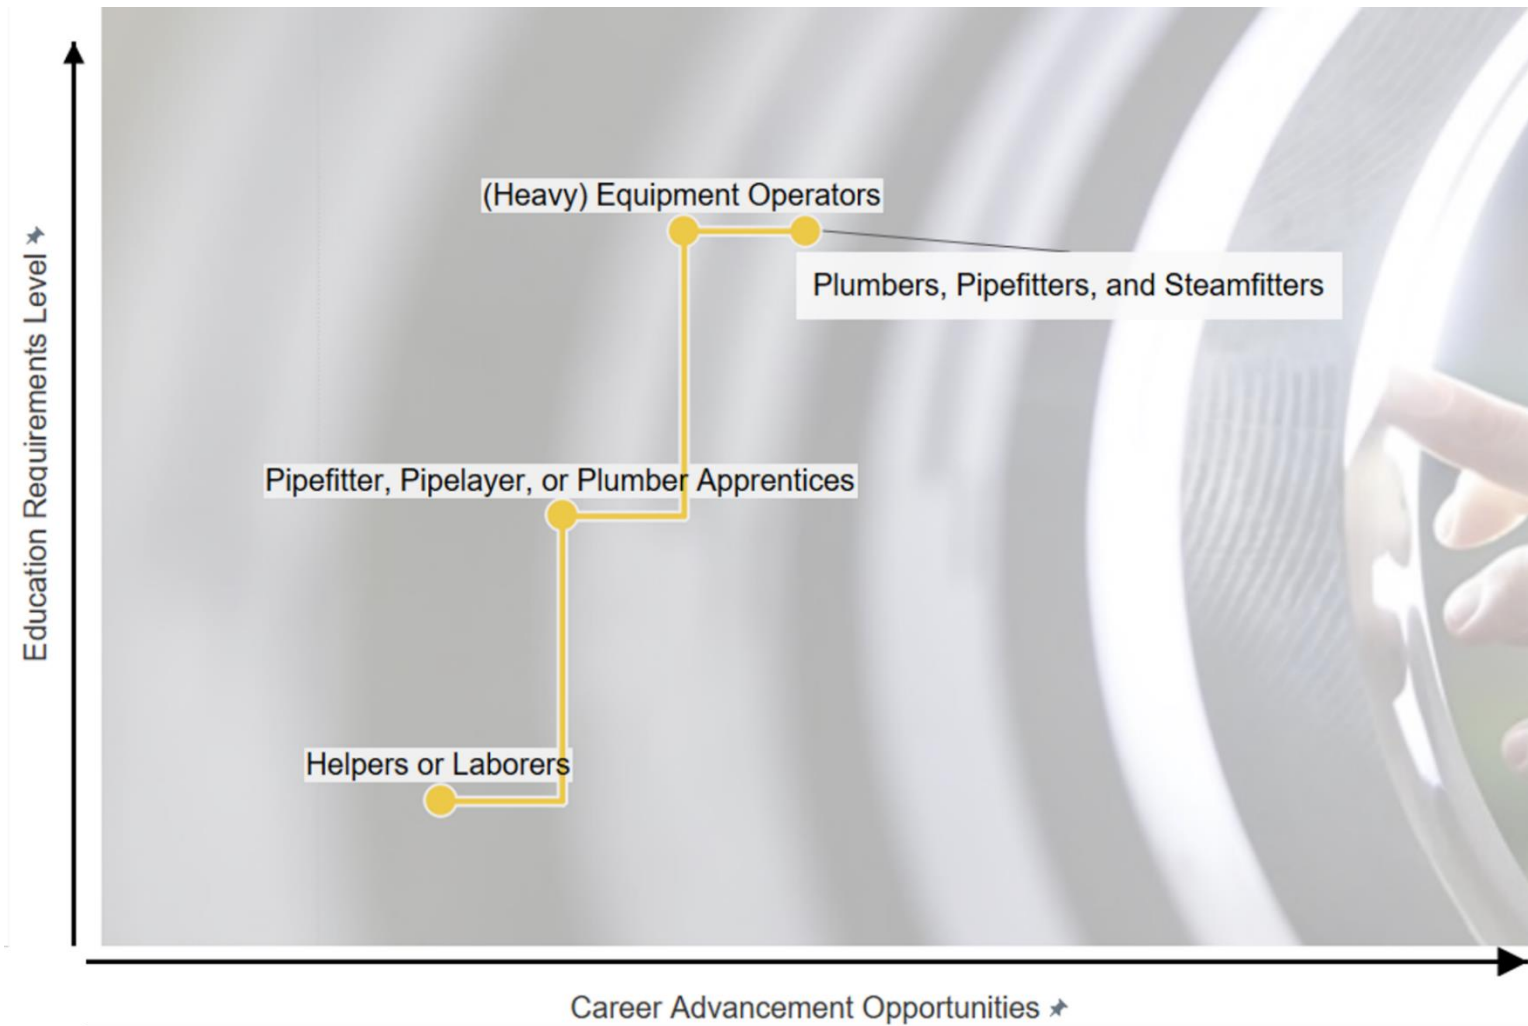 (Heavy) Equipment Operators
Plumbers, Pipefitters, and Steamfitters
Education Requirements Level
Pipefitter, Pipelayer, or Plumber Apprentices
Helpers or Laborers
Career Advancement Opportunities